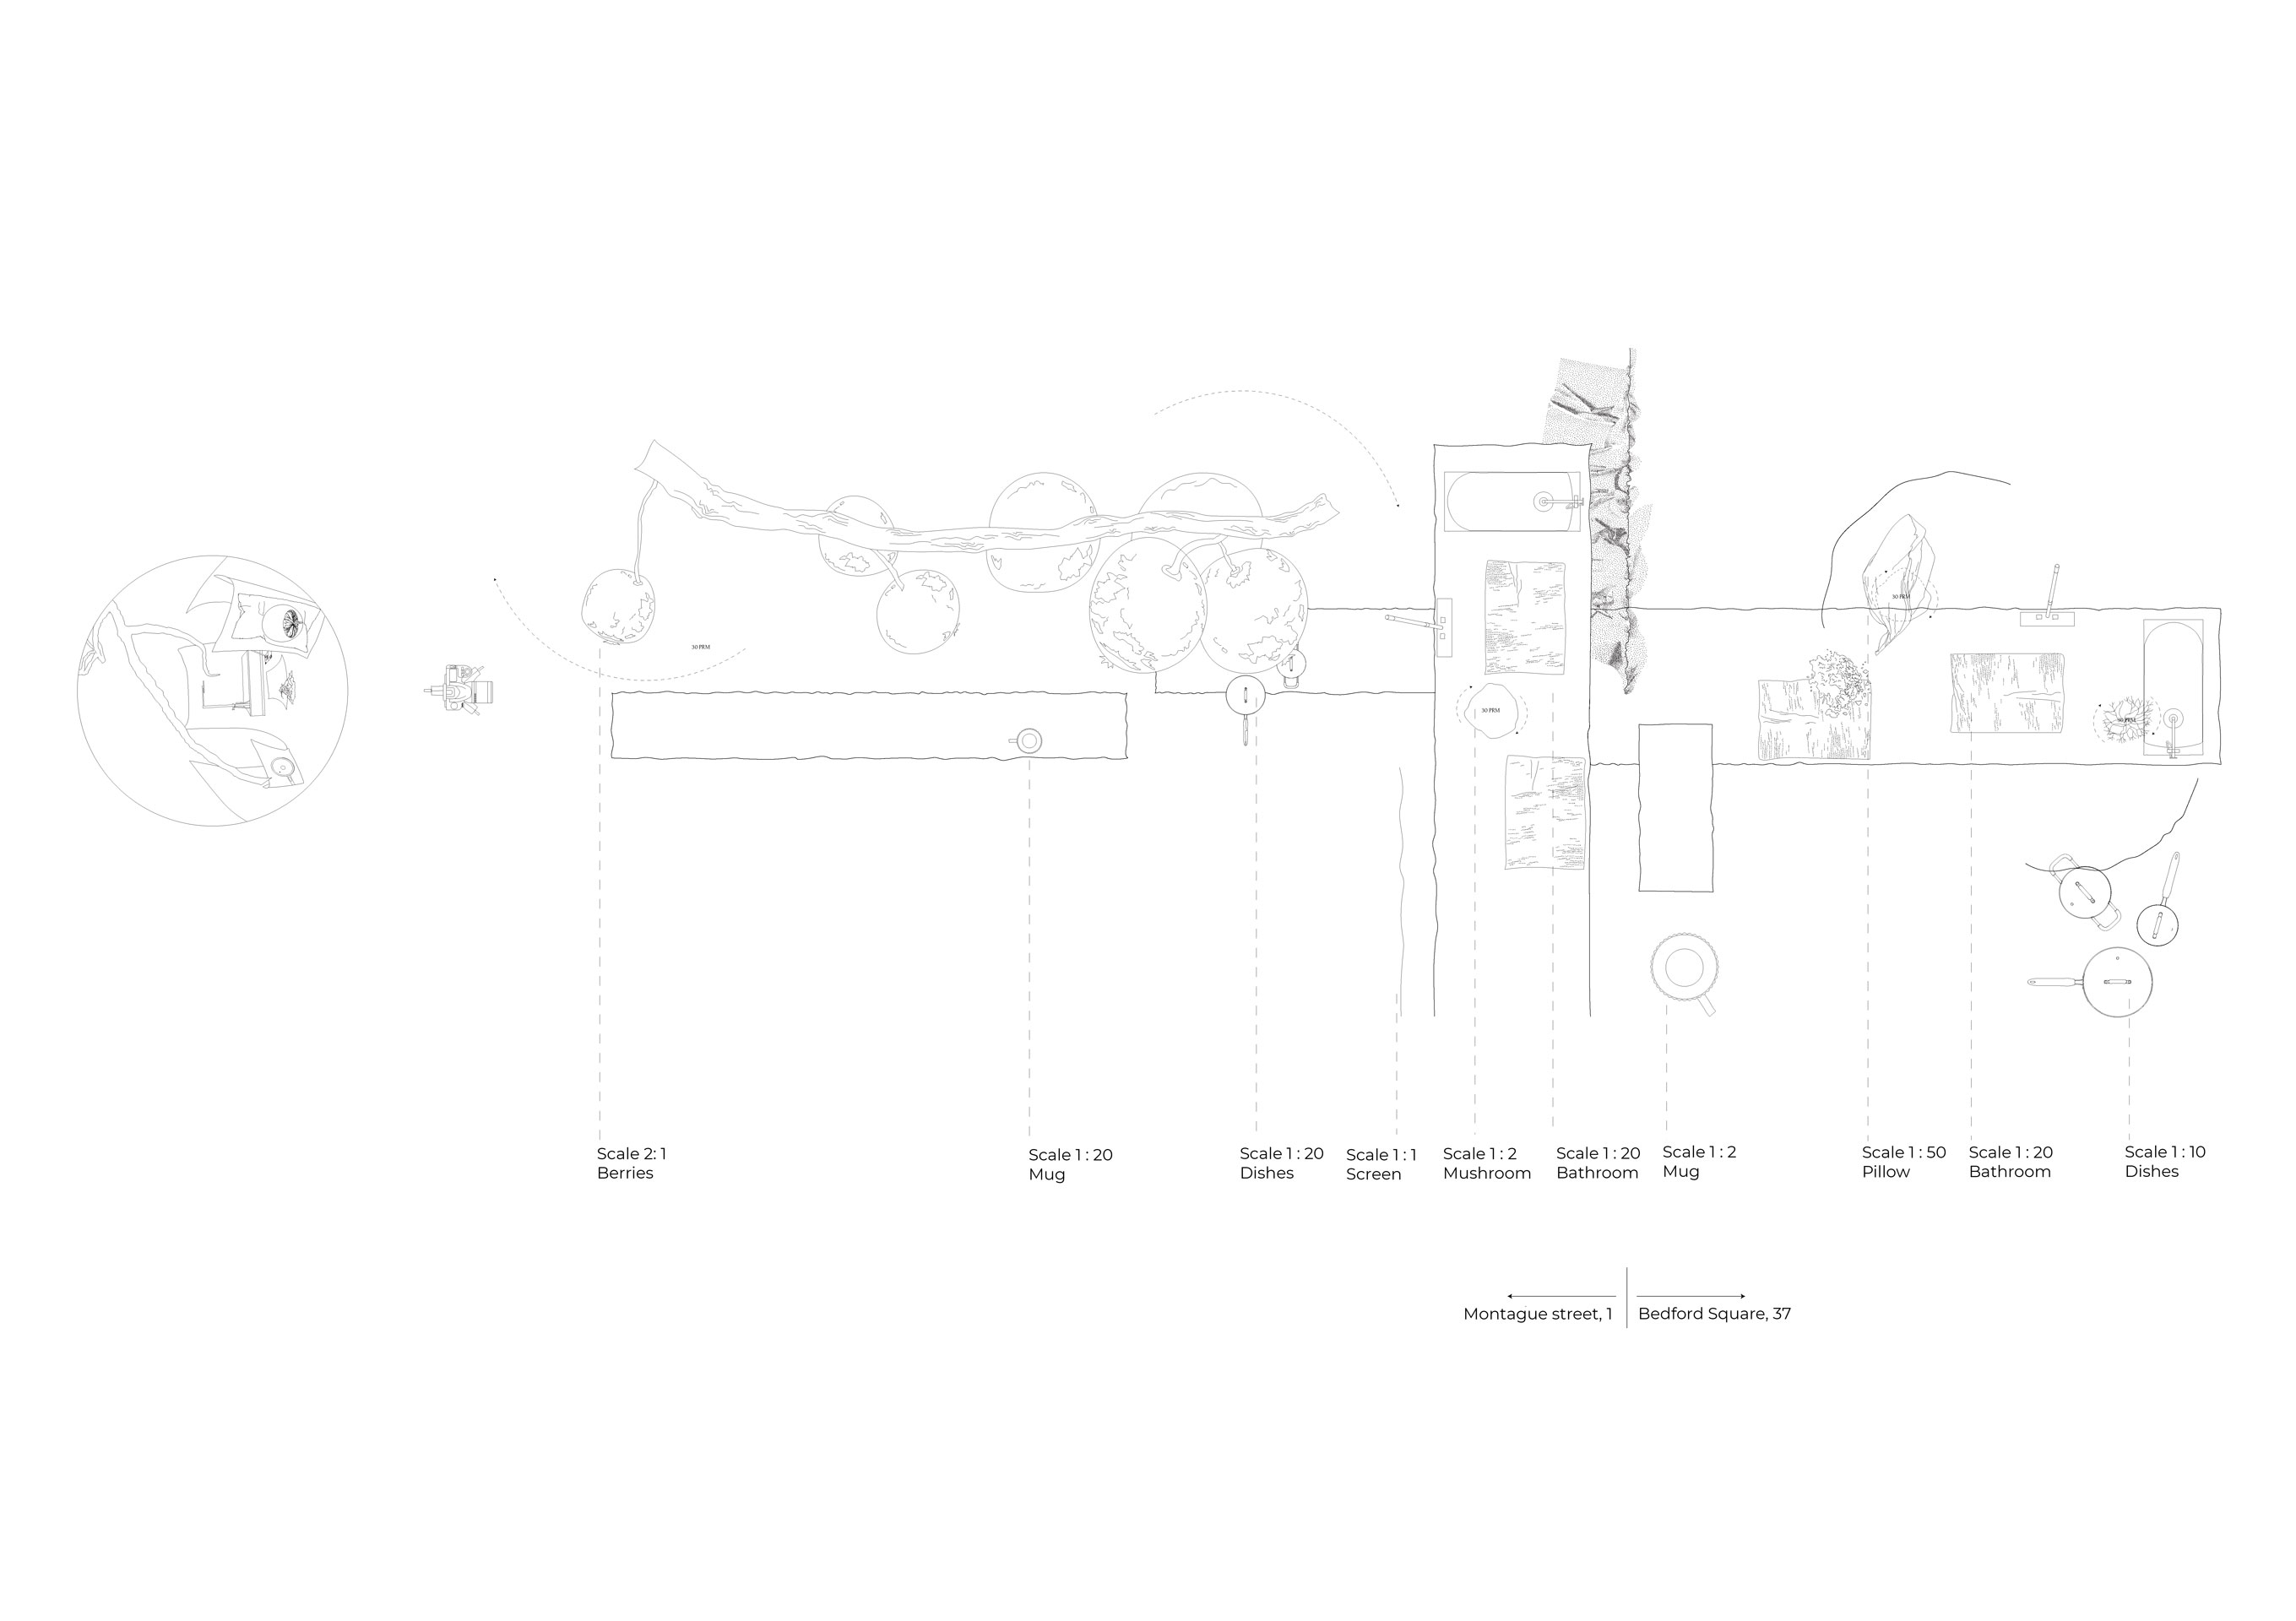 30 PRM
30 PRM
30 PRM
30 PRM
Scale 2: 1
Berries
Scale 1 : 20
Mug
Scale 1 : 20
Dishes
Scale 1 : 1
Screen
Scale 1 : 2
Mushroom
Scale 1 : 20
Bathroom
Scale 1 : 2
Mug
Scale 1 : 50
Pillow
Scale 1 : 20
Bathroom
Scale 1 : 10
Dishes
Montague street, 1
Bedford Square, 37